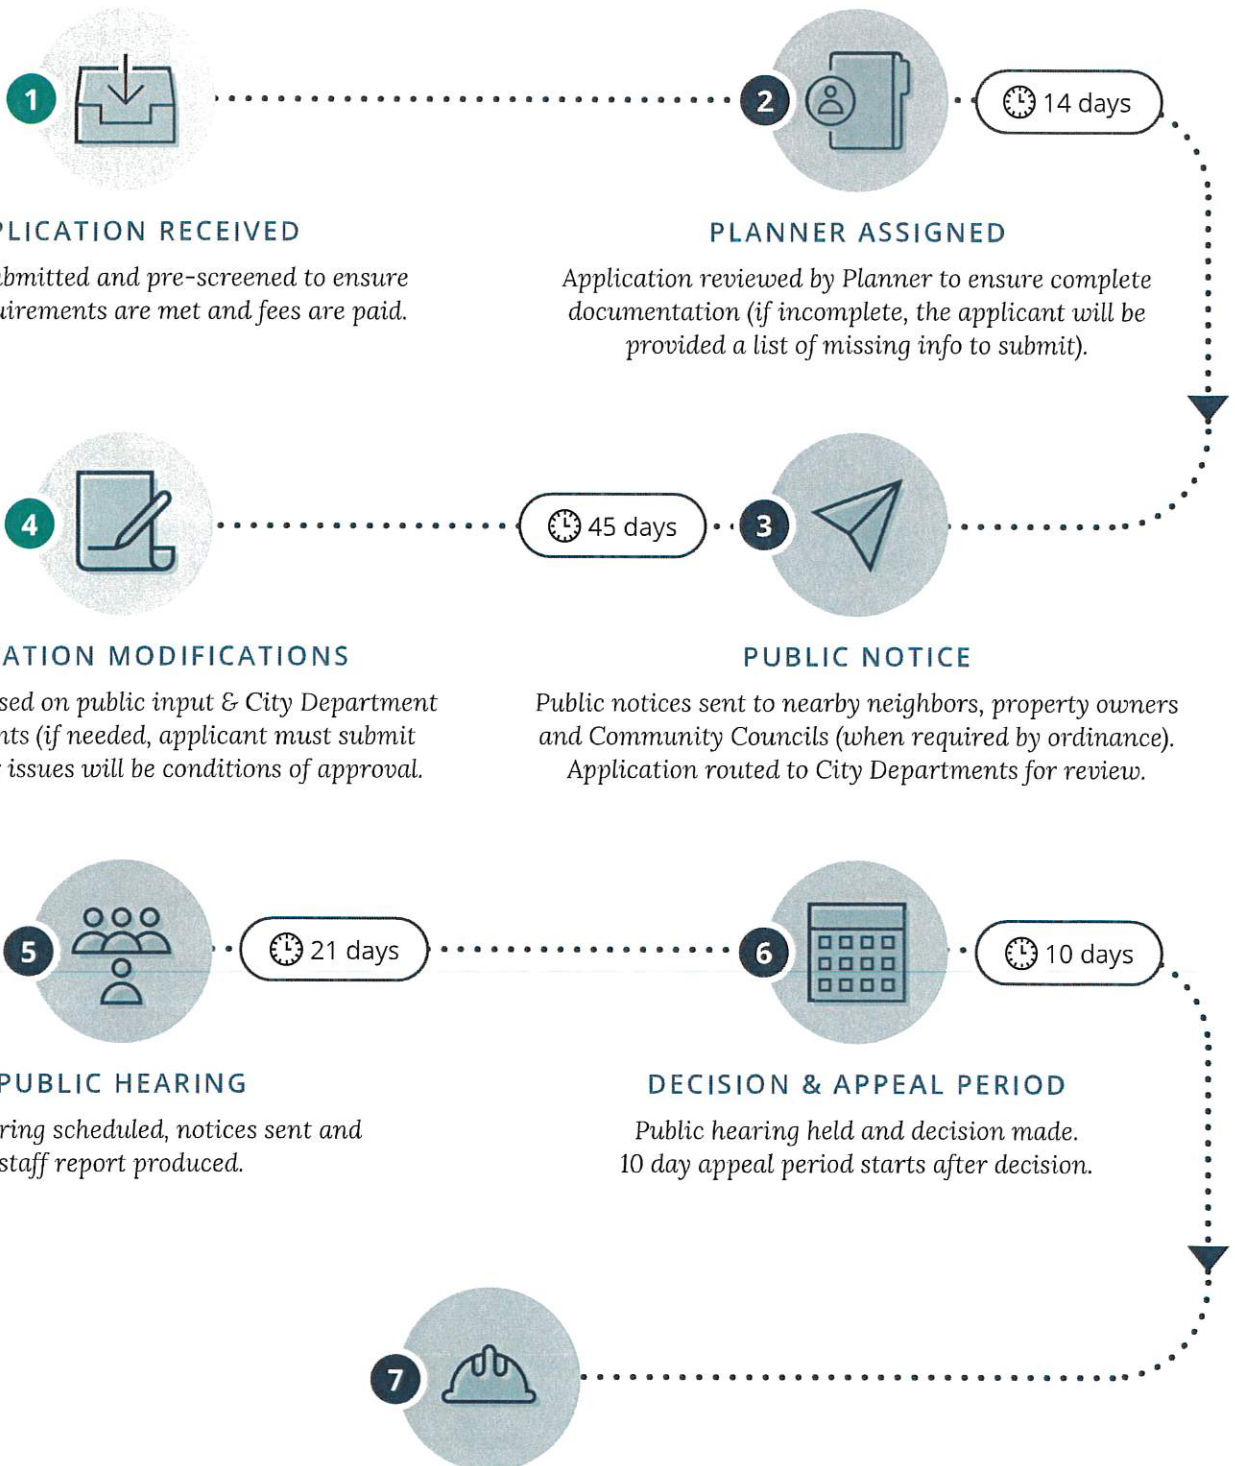 1
2
14 days
PLICATION RECEIVED
PLANNER ASSIGNED
bmitted and pre-screened to ensure
uirements are met and fees are paid.
Application reviewed by Planner to ensure complete
documentation (if incomplete, the applicant will be
provided a list of missing info to submit).
4
45 days
3
ATION MODIFICATIONS
PUBLIC NOTICE
sed on public input & City Department
nts (if needed, applicant must submit
issues will be conditions of approval.
Public notices sent to nearby neighbors, property owners
and Community Councils (when required by ordinance).
Application routed to City Departments for review.
5
21 days
6
10 days
PUBLIC HEARING
DECISION & APPEAL PERIOD
ring scheduled, notices sent and
staff report produced.
Public hearing held and decision made.
10 day appeal period starts after decision.
7